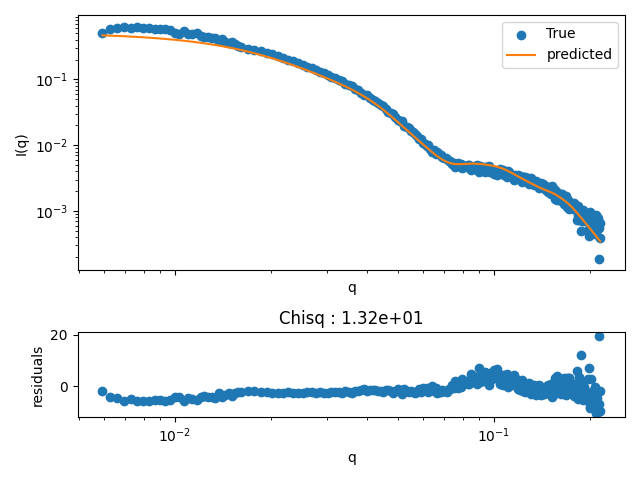 10⁻¹
10⁻²
10⁻³
I(q)
True
predicted
q
Chisq : 1.32e+01
20
0
residuals
10⁻²
10⁻¹
q